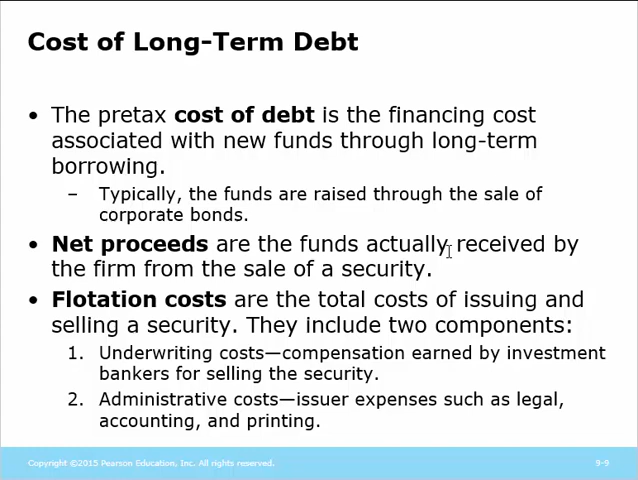 Cost of Long-Term Debt
• The pretax cost of debt is the financing cost
associated with new funds through long-term
borrowing.
– Typically, the funds are raised through the sale of
corporate bonds.
• Net proceeds are the funds actually received by
the firm from the sale of a security.
• Flotation costs are the total costs of issuing and
selling a security. They include two components:
1. Underwriting costs—compensation earned by investment
bankers for selling the security.
2. Administrative costs—issuer expenses such as legal,
accounting, and printing.
Copyright ©2015 Pearson Education, Inc. All rights reserved.
9-9